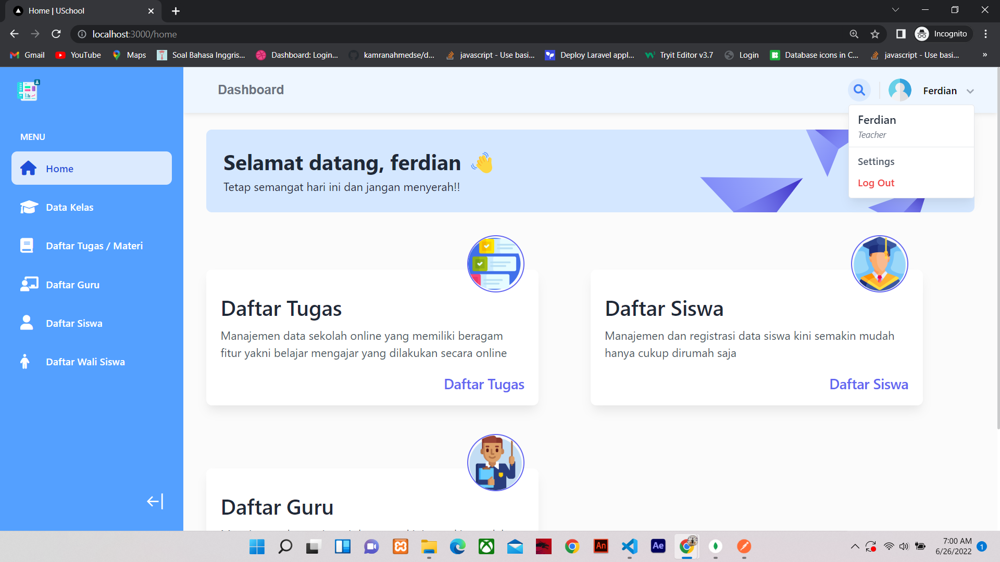 Home | USchool
localhost:3000/home
Incognito
Gmail
YouTube
Maps
Soal Bahasa Inggris...
Dashboard: Login...
kamranahmedse/d...
javascript - Use basi...
Deploy Laravel appl...
Tryit Editor v3.7
Login
Database icons in C...
javascript - Use basi...
»
MENU
Home
Data Kelas
Daftar Tugas / Materi
Daftar Guru
Daftar Siswa
Daftar Wali Siswa
Dashboard
Ferdian
Ferdian
Teacher
Settings
Log Out
Selamat datang, ferdian 👋
Tetap semangat hari ini dan jangan menyerah!!
Daftar Tugas
Manajemen data sekolah online yang memiliki beragam
fitur yakni belajar mengajar yang dilakukan secara online
Daftar Tugas
Daftar Siswa
Manajemen dan registrasi data siswa kini semakin mudah
hanya cukup dirumah saja
Daftar Siswa
Daftar Guru
An
Ae
7:00 AM
6/26/2022
1